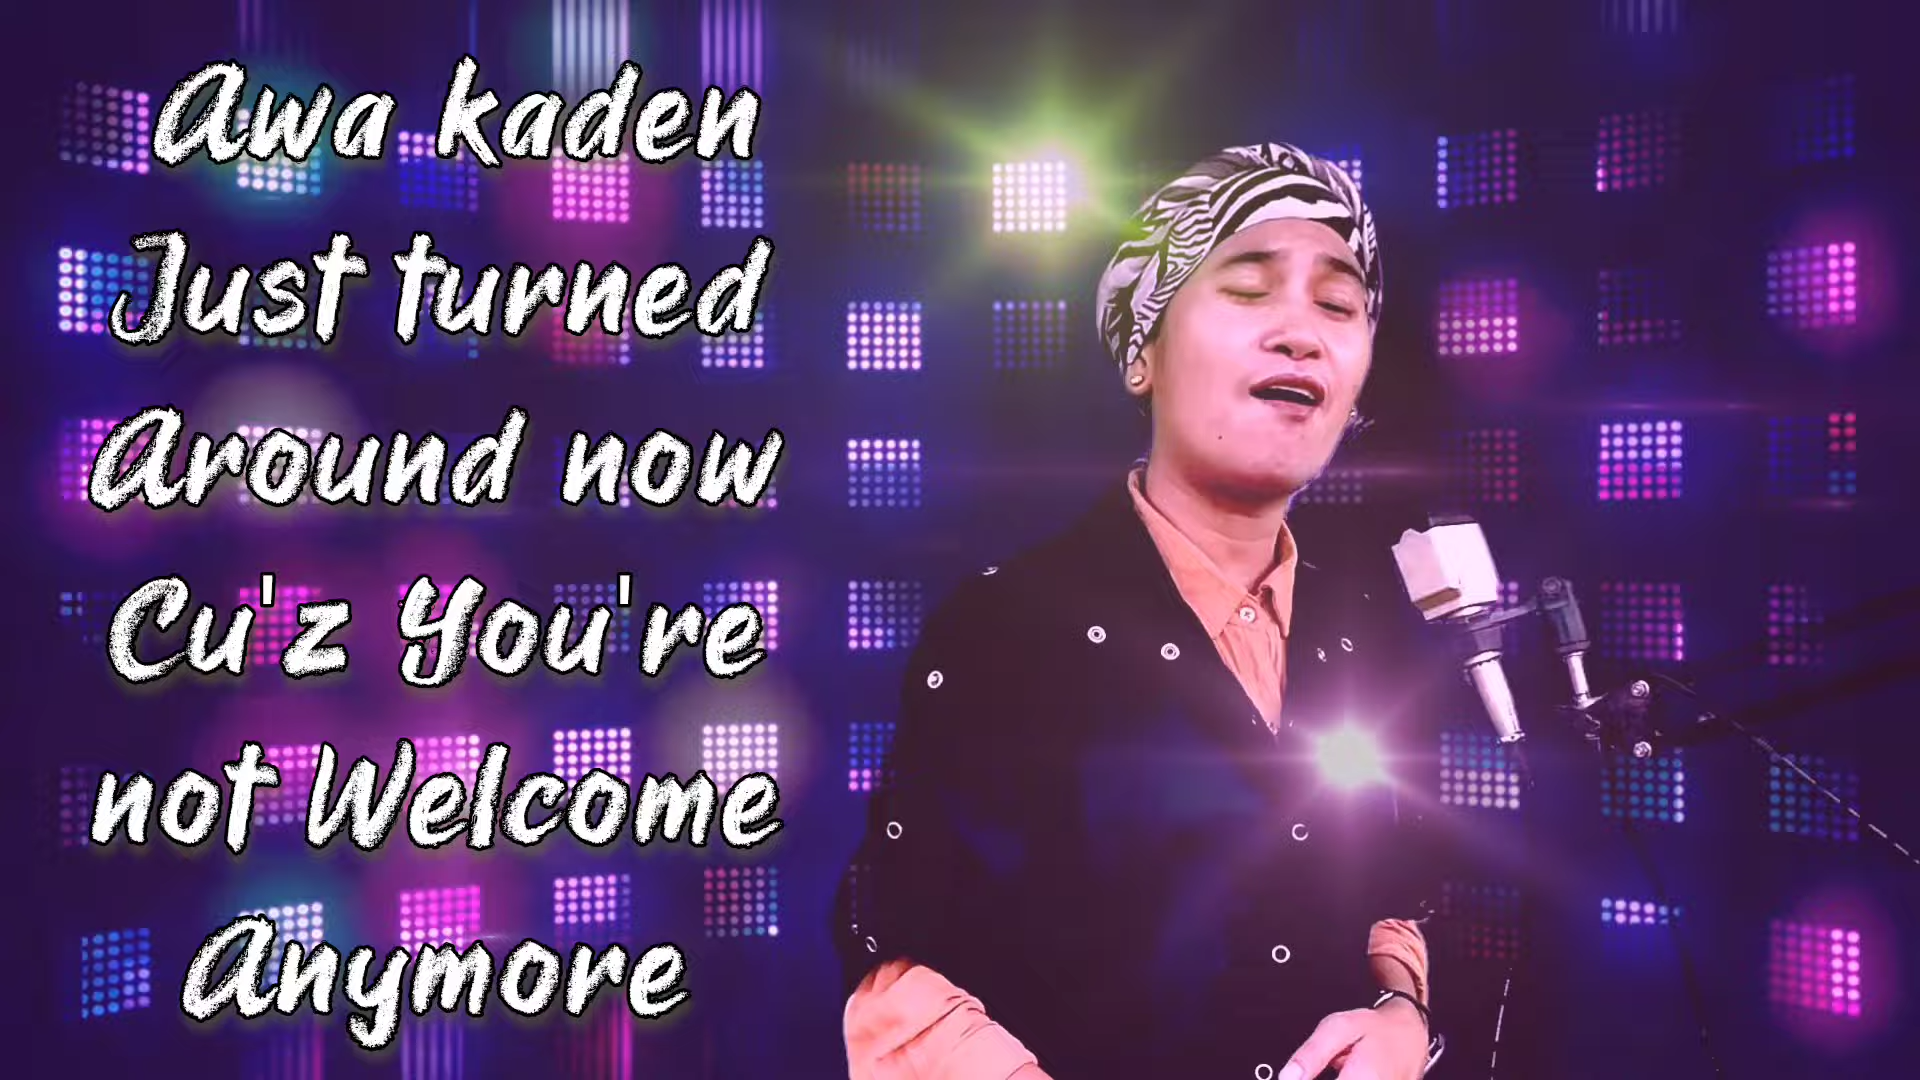 Awa kaden
Just turned
Around now
Cu'z You're
not Welcome
Anymore